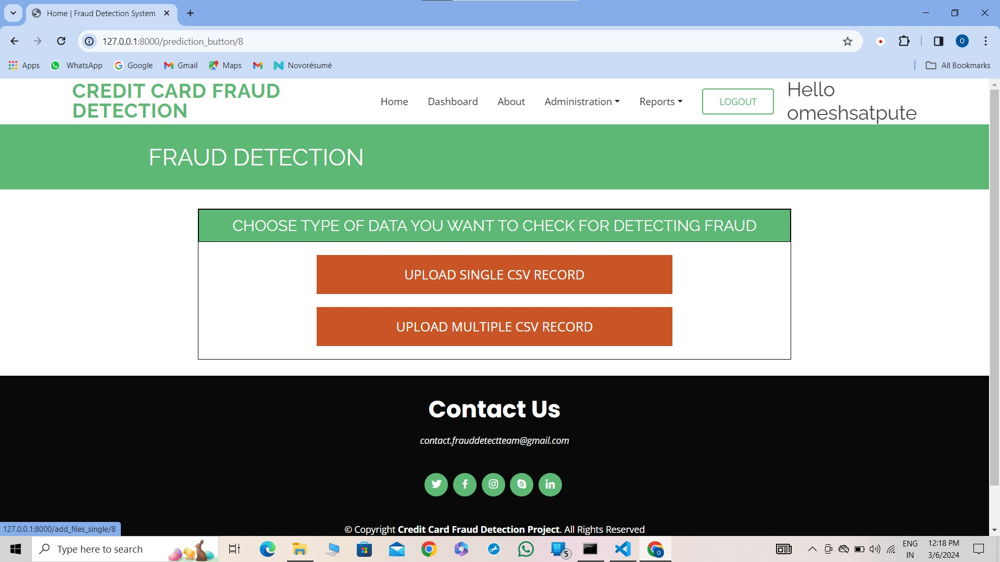 Home | Fraud Detection System
127.0.0.1:8000/prediction_button/8
O
Apps WhatsApp Google Gmail Maps Novorésumé All Bookmarks
CREDIT CARD FRAUD
DETECTION
Home Dashboard About Administration Reports LOGOUT
Hello
omeshsatpute
FRAUD DETECTION
CHOOSE TYPE OF DATA YOU WANT TO CHECK FOR DETECTING FRAUD
UPLOAD SINGLE CSV RECORD
UPLOAD MULTIPLE CSV RECORD
Contact Us
contact.frauddetectteam@gmail.com
© Copyright Credit Card Fraud Detection Project. All Rights Reserved
127.0.0.1:8000/add_files_single/8
Type here to search
5
O
ENG
IN
12:18 PM
3/6/2024